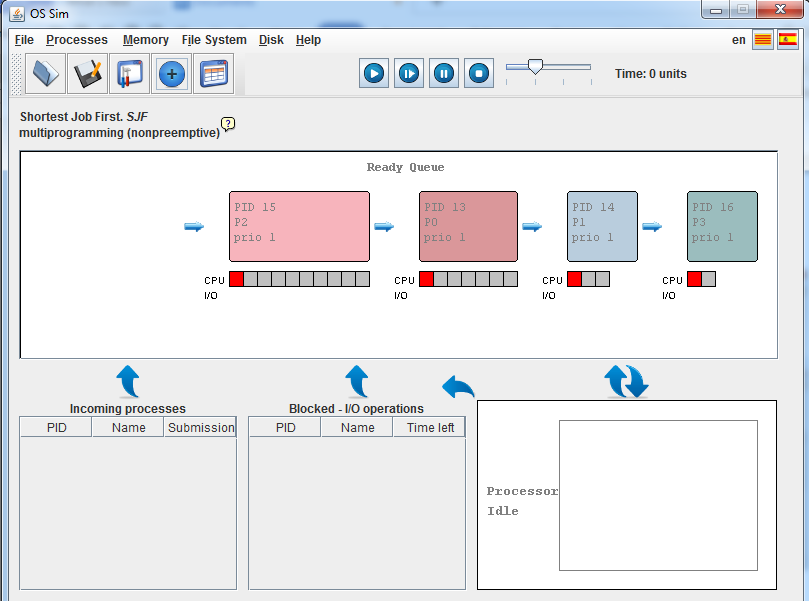 OS Sim
File Processes Memory File System Disk Help
en
Time: 0 units
Shortest Job First. SJF
multiprogramming (nonpreemptive)
?
Ready Queue
PID 15
P2
prio 1
CPU
I/O
PID 13
P0
prio 1
CPU
I/O
PID 14
P1
prio 1
CPU
I/O
PID 16
P3
prio 1
CPU
I/O
Incoming processes
PID Name Submission
Blocked - I/O operations
PID Name Time left
Processor
Idle